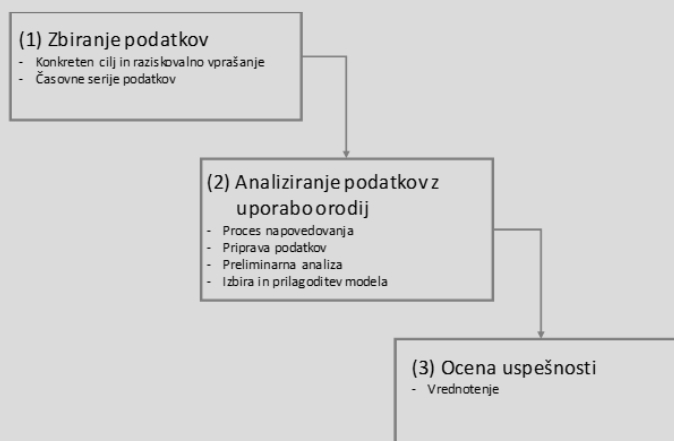 (1) Zbiranje podatkov
- Konkreten cilj in raziskovalno vprašanje
- Časovne serije podatkov
(2) Analiziranje podatkov z
uporabo orodij
- Proces napovedovanja
- Priprava podatkov
- Preliminarna analiza
- Izbira in prilagoditev modela
(3) Ocena uspešnosti
- Vrednotenje